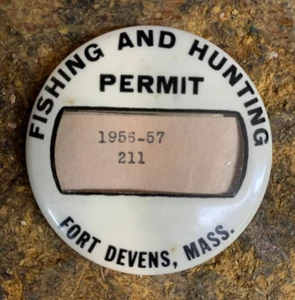 FISHING AND HUNTING
PERMIT
1956-57
211
FORT DEVENS, MASS.